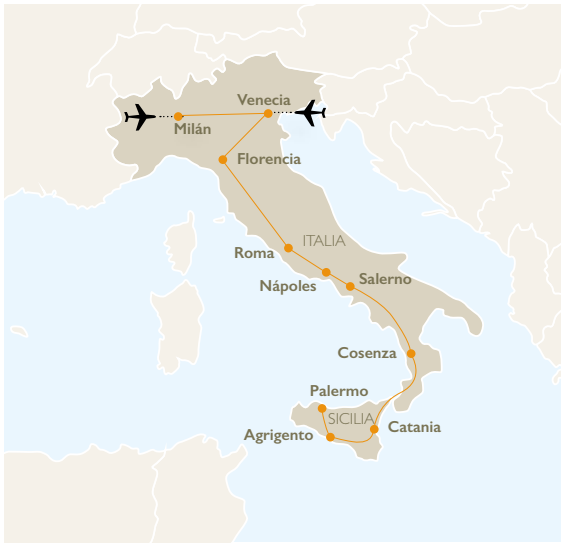 Venecia
Milán
Florencia
ITALIA
Roma
Salerno
Nápoles
Cosenza
Palermo
SICILIA
Catania
Agrigento